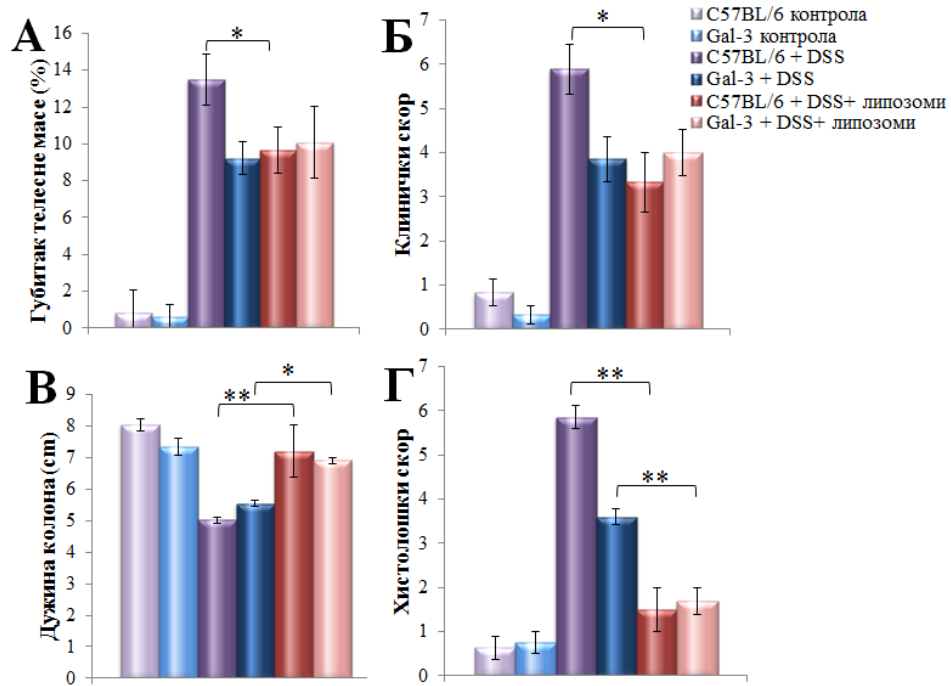 А
Губитак телесне масе (%)
16
14
12
10
8
6
4
2
0
*
Б
Клинички скор
7
6
5
4
3
2
1
0
*
C57BL/6 контрола
Gal-3 контрола
C57BL/6 + DSS
Gal-3 + DSS
C57BL/6 + DSS+ липозоми
Gal-3 + DSS+ липозоми
В
Дужина колона (cm)
9
8
7
6
5
4
3
2
1
0
**
*
Г
Хистолошки скор
7
6
5
4
3
2
1
0
**
**